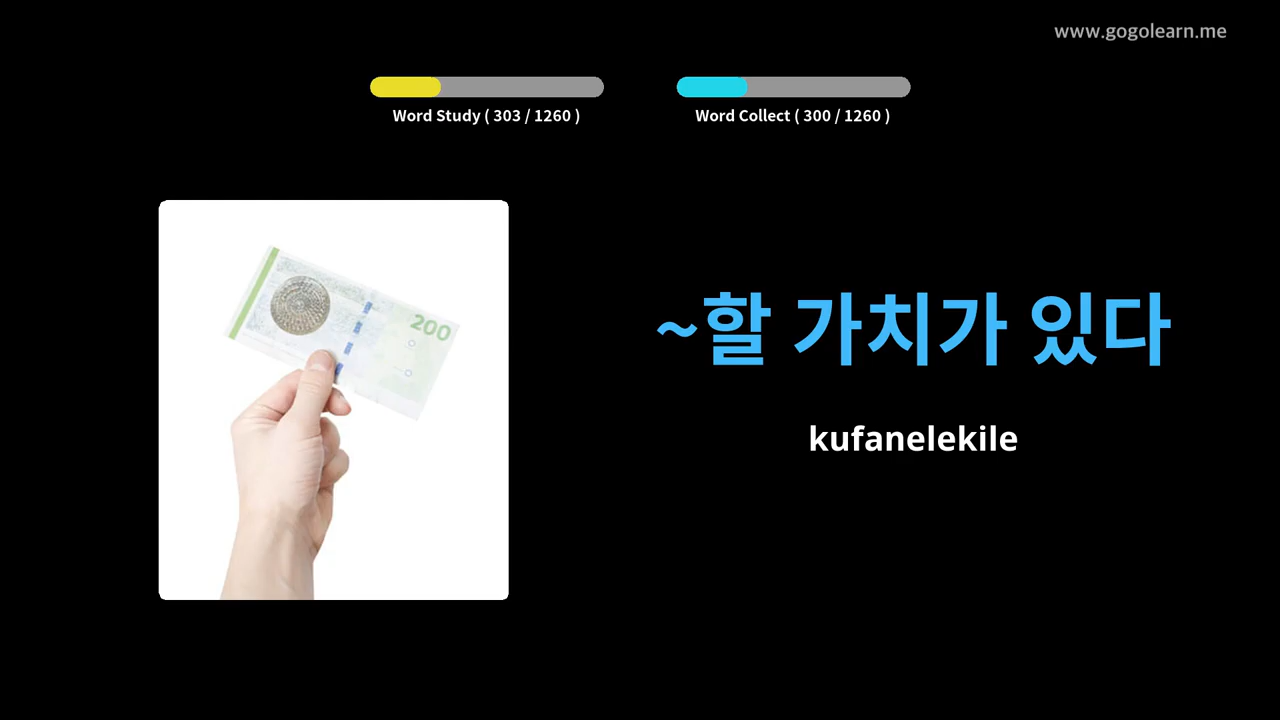 www.gogolearn.me
Word Study ( 303 / 1260 )
Word Collect ( 300 / 1260 )
200
~할 가치가 있다
kufanelekile